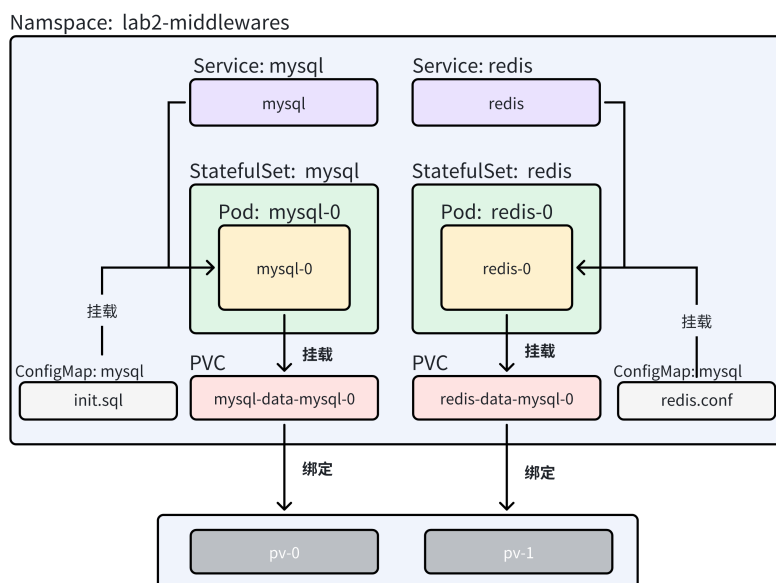 Namspace: lab2-middlewares
Service: mysql
Service: redis
mysql
redis
StatefulSet: mysql
StatefulSet: redis
Pod: mysql-0
Pod: redis-0
mysql-0
redis-0
挂载
挂载
挂载
挂载
PVC
PVC
ConfigMap: mysql
ConfigMap: mysql
init.sql
mysql-data-mysql-0
redis-data-mysql-0
redis.conf
绑定
绑定
pv-0
pv-1